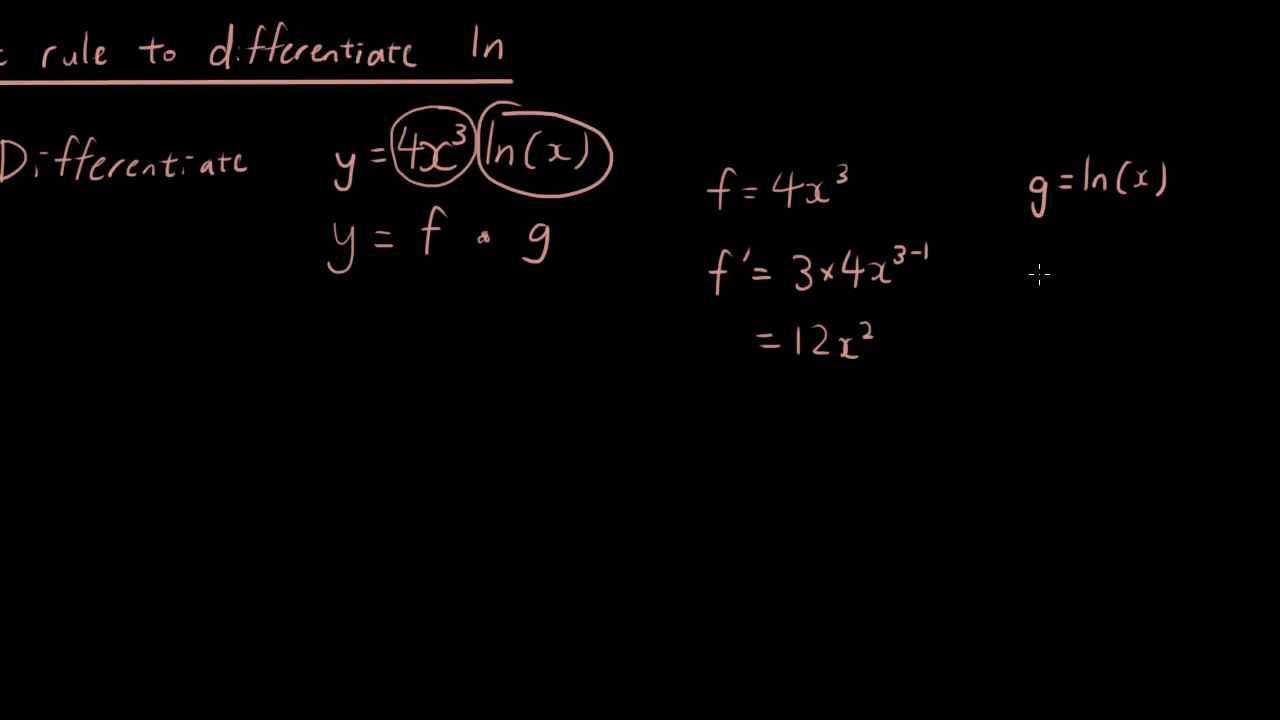 rule to differentiate ln
Differentiate y = 4x³ ln(x)
y = f · g
f = 4x³
f' = 3×4x³⁻¹
= 12x²
g = ln(x)